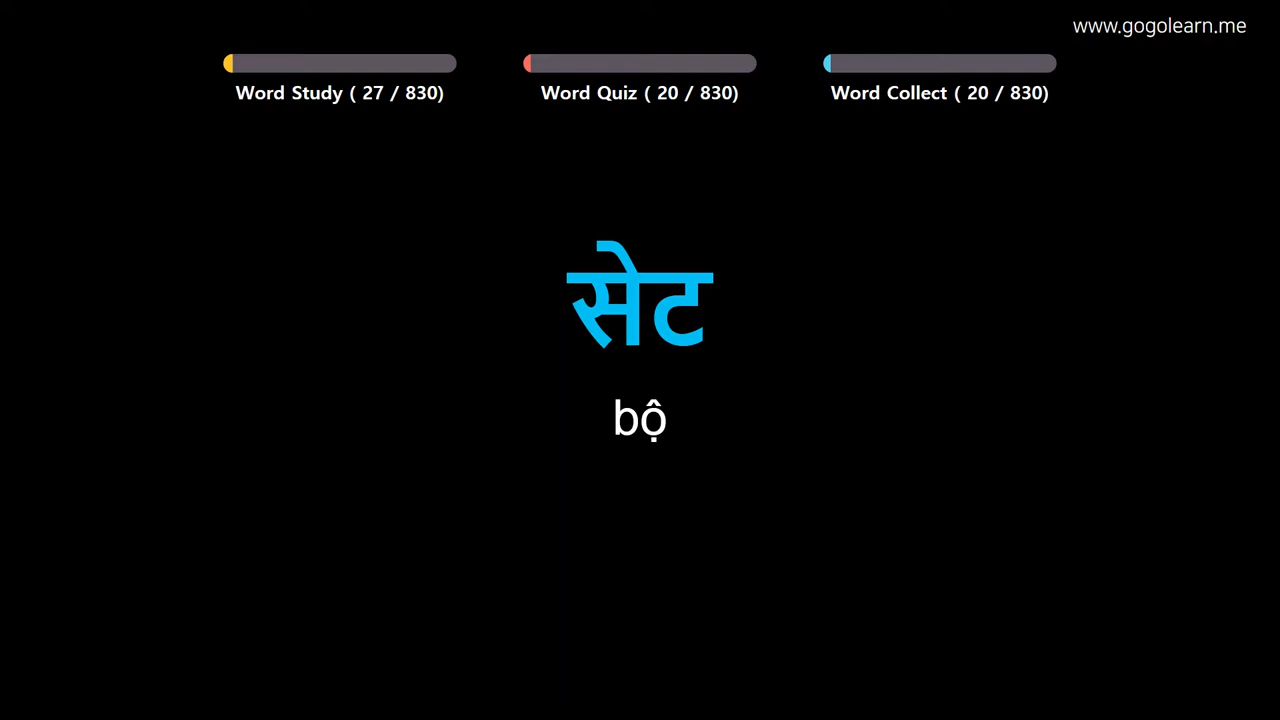 www.gogolearn.me
Word Study ( 27 / 830)
Word Quiz ( 20 / 830)
Word Collect ( 20 / 830)
सेट
bộ